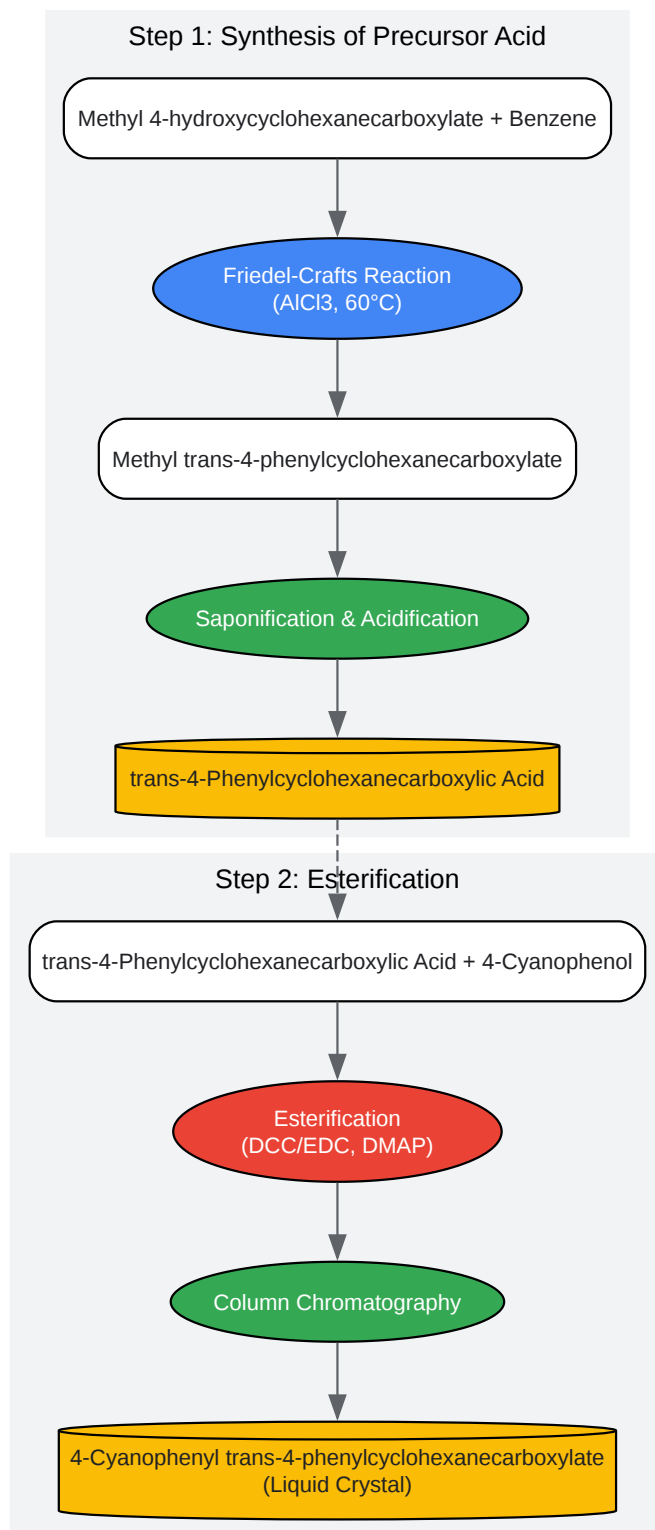 Step 1: Synthesis of Precursor Acid
Methyl 4-hydroxycyclohexanecarboxylate + Benzene
Friedel-Crafts Reaction
(AlCl3, 60°C)
Methyl trans-4-phenylcyclohexanecarboxylate
Saponification & Acidification
trans-4-Phenylcyclohexanecarboxylic Acid
Step 2: Esterification
trans-4-Phenylcyclohexanecarboxylic Acid + 4-Cyanophenol
Esterification
(DCC/EDC, DMAP)
Column Chromatography
4-Cyanophenyl trans-4-phenylcyclohexanecarboxylate
(Liquid Crystal)